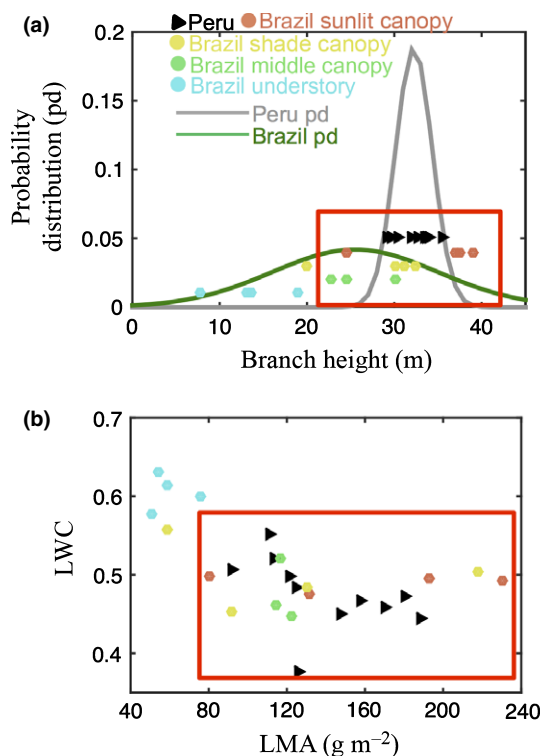 (a)
Peru Brazil sunlit canopy
Brazil shade canopy
Brazil middle canopy
Brazil understory
Peru pd
Brazil pd
Probability
distribution (pd)
0.2
0.15
0.1
0.05
0
0 10 20 30 40
Branch height (m)
(b)
LWC
0.7
0.6
0.5
0.4
40 80 120 160 200 240
LMA (g m⁻²)